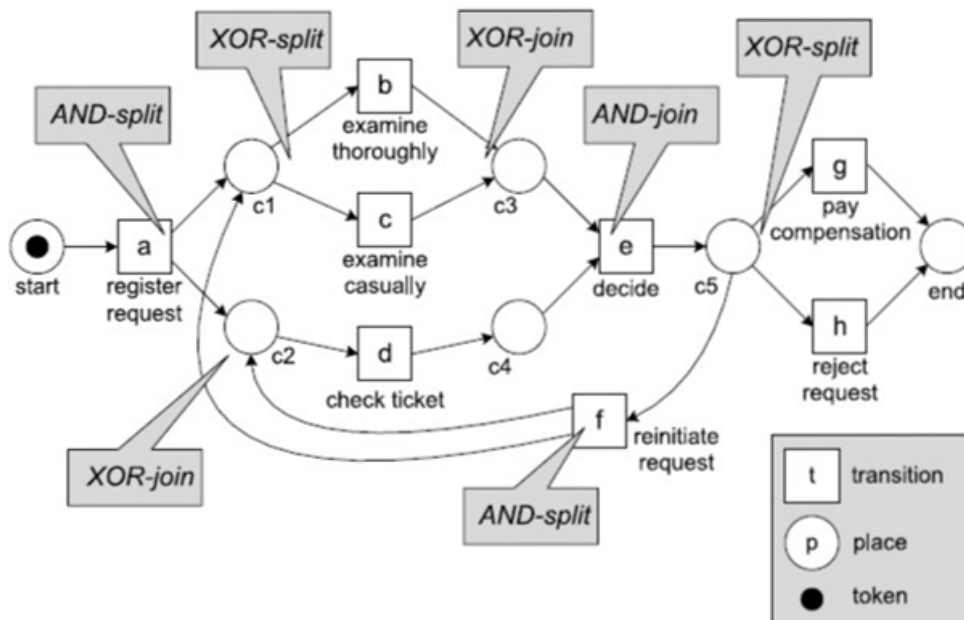 XOR-split
XOR-join
XOR-split
AND-split
b
AND-join
examine
thoroughly
g
c1
c3
pay
compensation
c
a
e
start
register
request
examine
casually
decide
c5
end
d
h
c2
c4
check ticket
reject
request
f
reinitiate
request
XOR-join
AND-split
t
transition
p
place
token